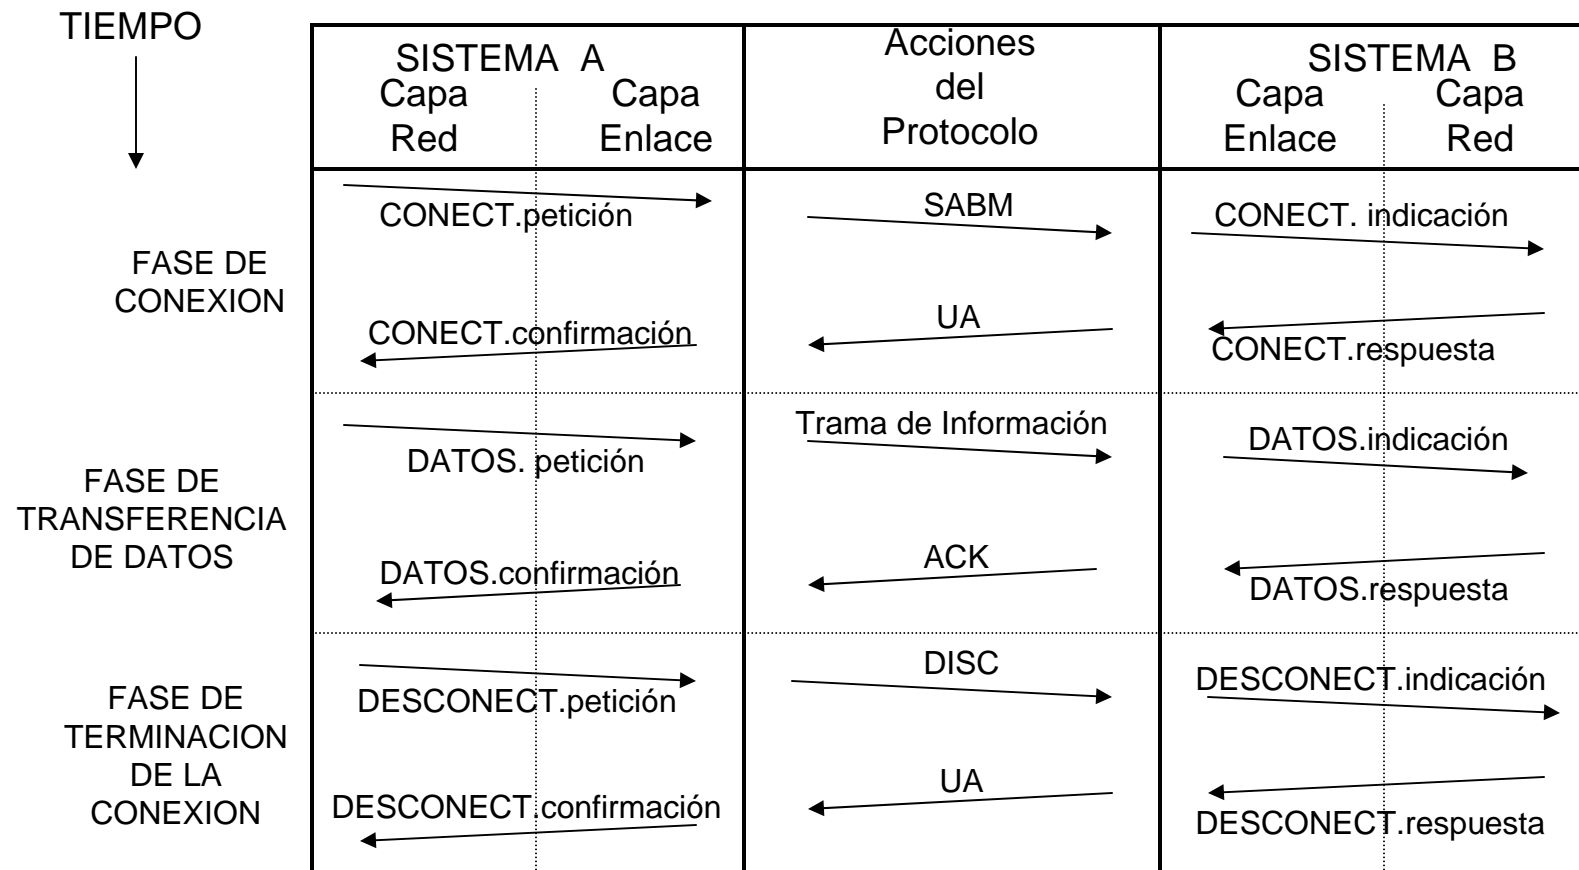 TIEMPO
SISTEMA A
Capa
Red
Capa
Enlace
Acciones
del
Protocolo
SISTEMA B
Capa
Enlace
Capa
Red
FASE DE
CONEXION
CONECT.petición
SABM
CONECT. indicación
CONECT.confirmación
UA
CONECT.respuesta
FASE DE
TRANSFERENCIA
DE DATOS
DATOS. petición
Trama de Información
DATOS.indicación
DATOS.confirmación
ACK
DATOS.respuesta
FASE DE
TERMINACION
DE LA
CONEXION
DESCONECT.petición
DISC
DESCONECT.indicación
DESCONECT.confirmación
UA
DESCONECT.respuesta